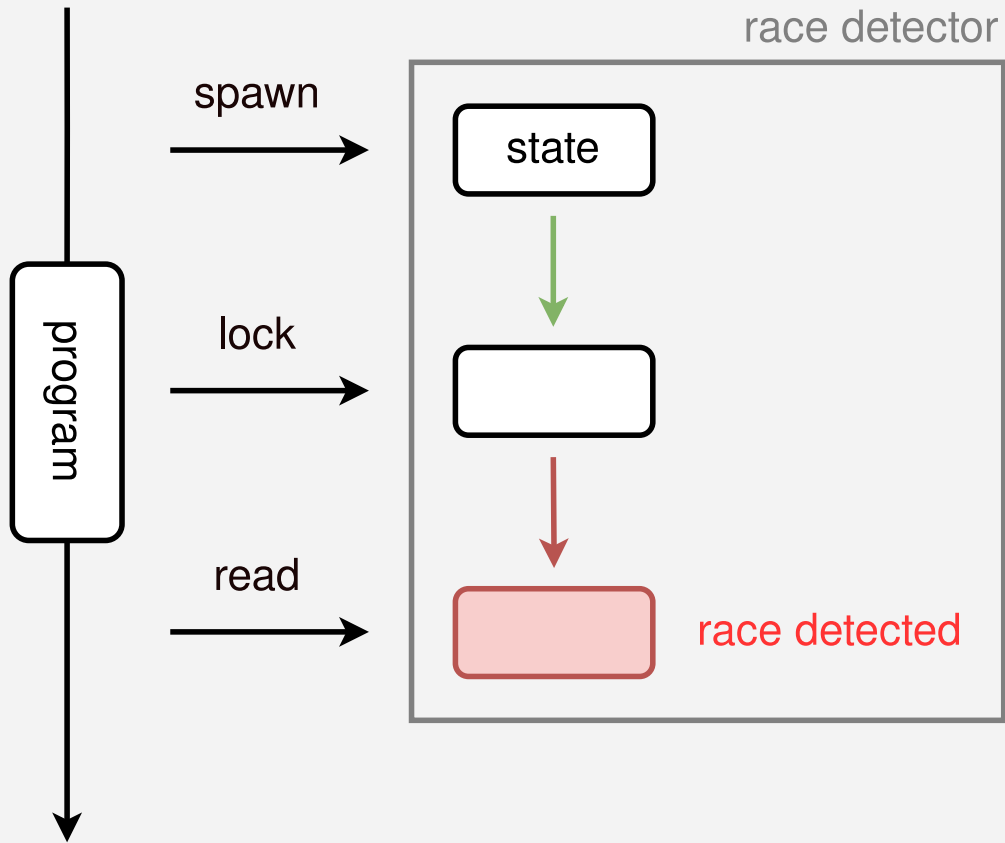 race detector
spawn
state
program
lock
read
race detected